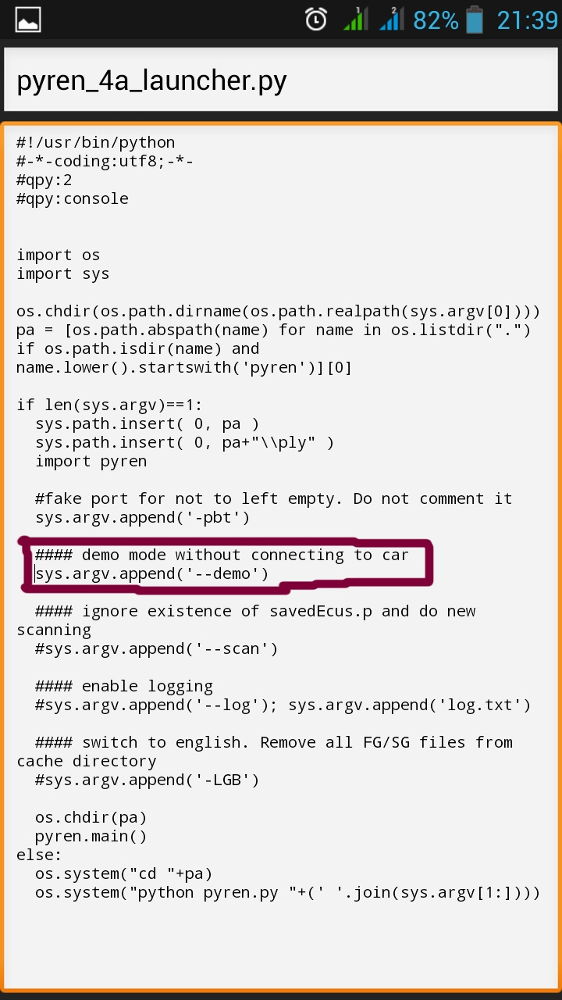 1 2 82% 21:39
pyren_4a_launcher.py
#!/usr/bin/python
#-*-coding:utf8;-*-
#qpy:2
#qpy:console
import os
import sys
os.chdir(os.path.dirname(os.path.realpath(sys.argv[0])))
pa = [os.path.abspath(name) for name in os.listdir(".")
if os.path.isdir(name) and
name.lower().startswith('pyren')][0]
if len(sys.argv)==1:
  sys.path.insert( 0, pa )
  sys.path.insert( 0, pa+"\\ply" )
  import pyren
  #fake port for not to left empty. Do not comment it
  sys.argv.append('-pbt')
  #### demo mode without connecting to car
  sys.argv.append('--demo')
  #### ignore existence of savedEcus.p and do new
scanning
  #sys.argv.append('--scan')
  #### enable logging
  #sys.argv.append('--log'); sys.argv.append('log.txt')
  #### switch to english. Remove all FG/SG files from
cache directory
  #sys.argv.append('-LGB')
  os.chdir(pa)
  pyren.main()
else:
  os.system("cd "+pa)
  os.system("python pyren.py "+(' '.join(sys.argv[1:])))